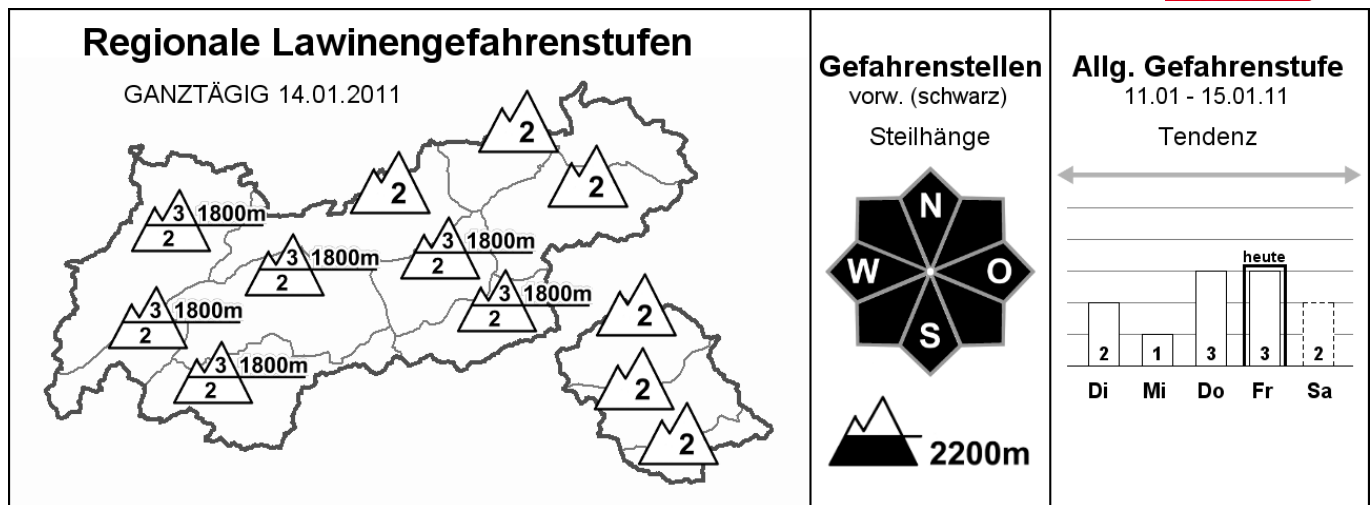 Regionale Lawinengefahrenstufen
GANZTÄGIG 14.01.2011
2
2
2
3 1800m
2
3 1800m
2
3 1800m
2
3 1800m
2
3 1800m
2
3 1800m
2
2
2
2
Gefahrenstellen
vorw. (schwarz)
Steilhänge
N
W O
S
2200m
Allg. Gefahrenstufe
11.01 - 15.01.11
Tendenz
heute
2 1 3 3 2
Di Mi Do Fr Sa